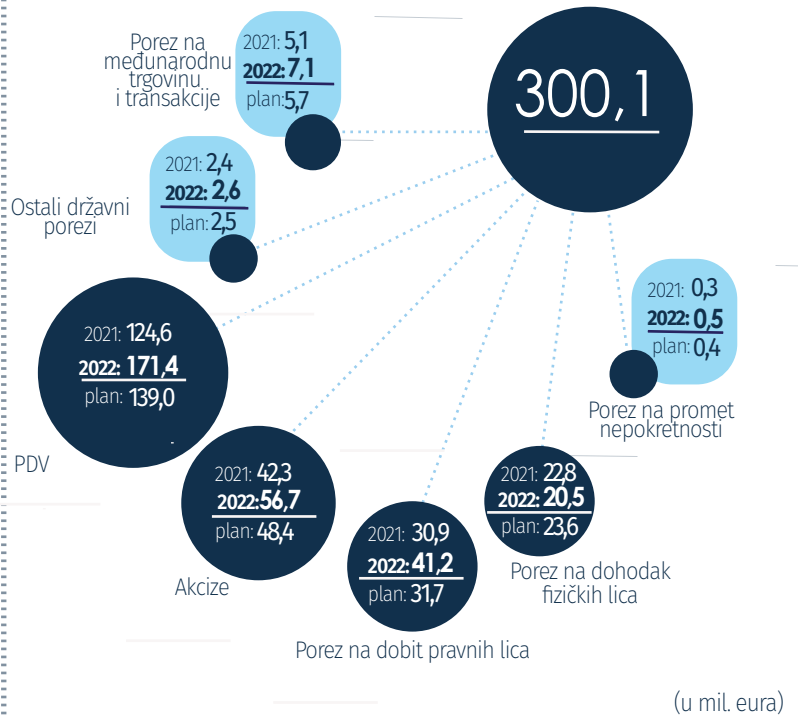 300,1
Porez na
međunarodnu
trgovinu
i transakcije
2021: 5,1
2022: 7,1
plan: 5,7
Ostali državni
porezi
2021: 2,4
2022: 2,6
plan: 2,5
PDV
2021: 124,6
2022: 171,4
plan: 139,0
Akcize
2021: 42,3
2022: 56,7
plan: 48,4
Porez na dobit pravnih lica
2021: 30,9
2022: 41,2
plan: 31,7
Porez na dohodak
fizičkih lica
2021: 22,8
2022: 20,5
plan: 23,6
Porez na promet
nepokretnosti
2021: 0,3
2022: 0,5
plan: 0,4
(u mil. eura)